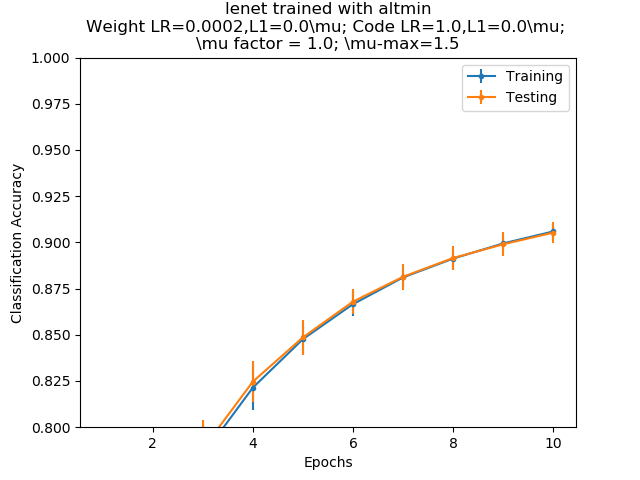 lenet trained with altmin
Weight LR=0.0002,L1=0.0\mu; Code LR=1.0,L1=0.0\mu;
\mu factor = 1.0; \mu-max=1.5
Training
Testing
1.000
0.975
0.950
0.925
0.900
0.875
0.850
0.825
0.800
Classification Accuracy
2 4 6 8 10
Epochs